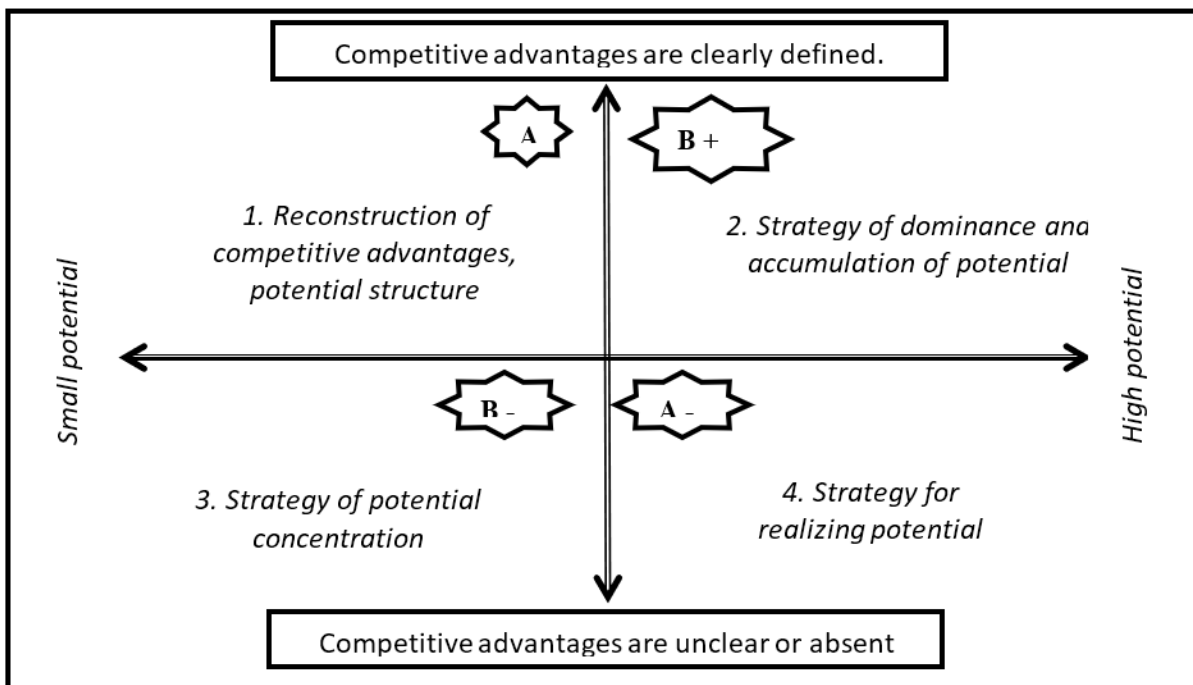 Competitive advantages are clearly defined.
A
B +
1. Reconstruction of
competitive advantages,
potential structure
2. Strategy of dominance and
accumulation of potential
Small potential
High potential
B -
A -
3. Strategy of potential
concentration
4. Strategy for
realizing potential
Competitive advantages are unclear or absent